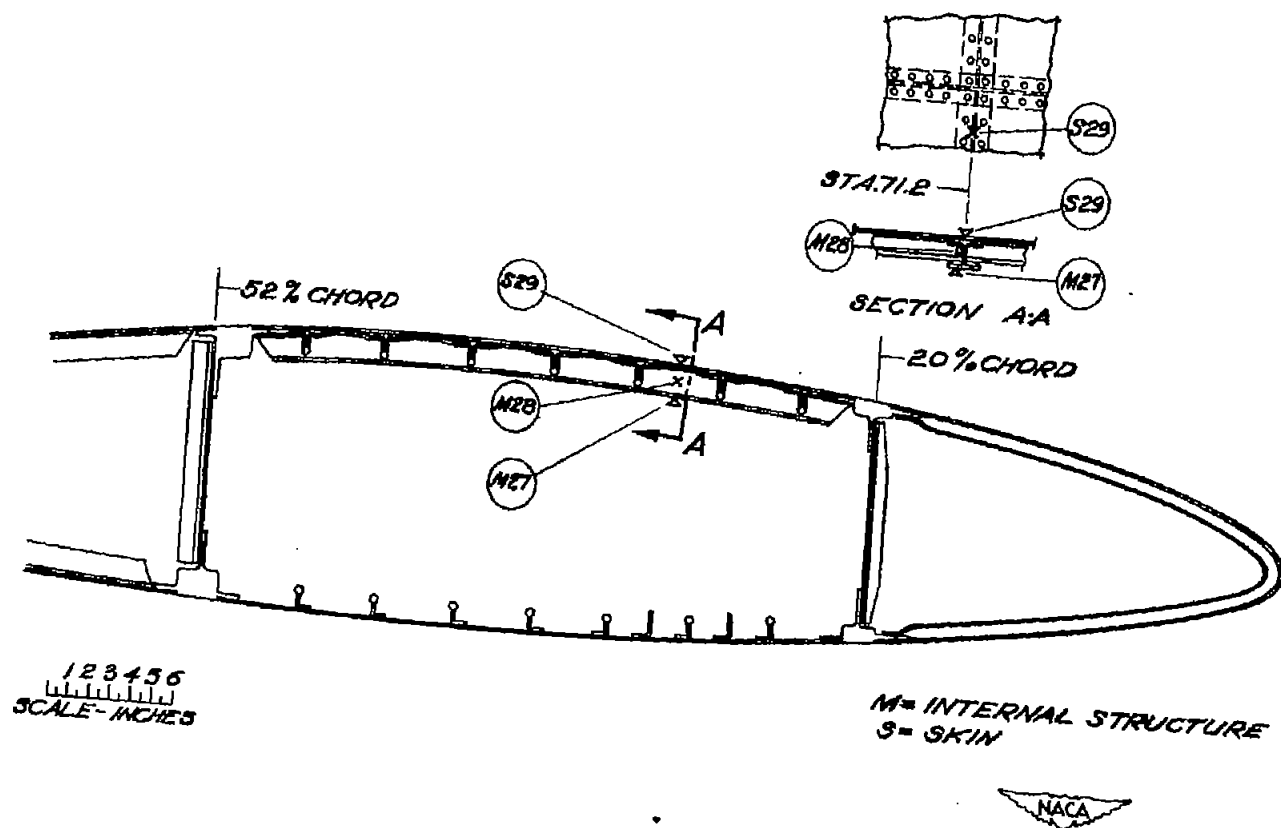 S29
STA.71.2
S29
M28
M27
SECTION A-A
52% CHORD
S29
A
20% CHORD
M28
A
M27
1 2 3 4 5 6
SCALE - INCHES
M= INTERNAL STRUCTURE
S= SKIN
NACA